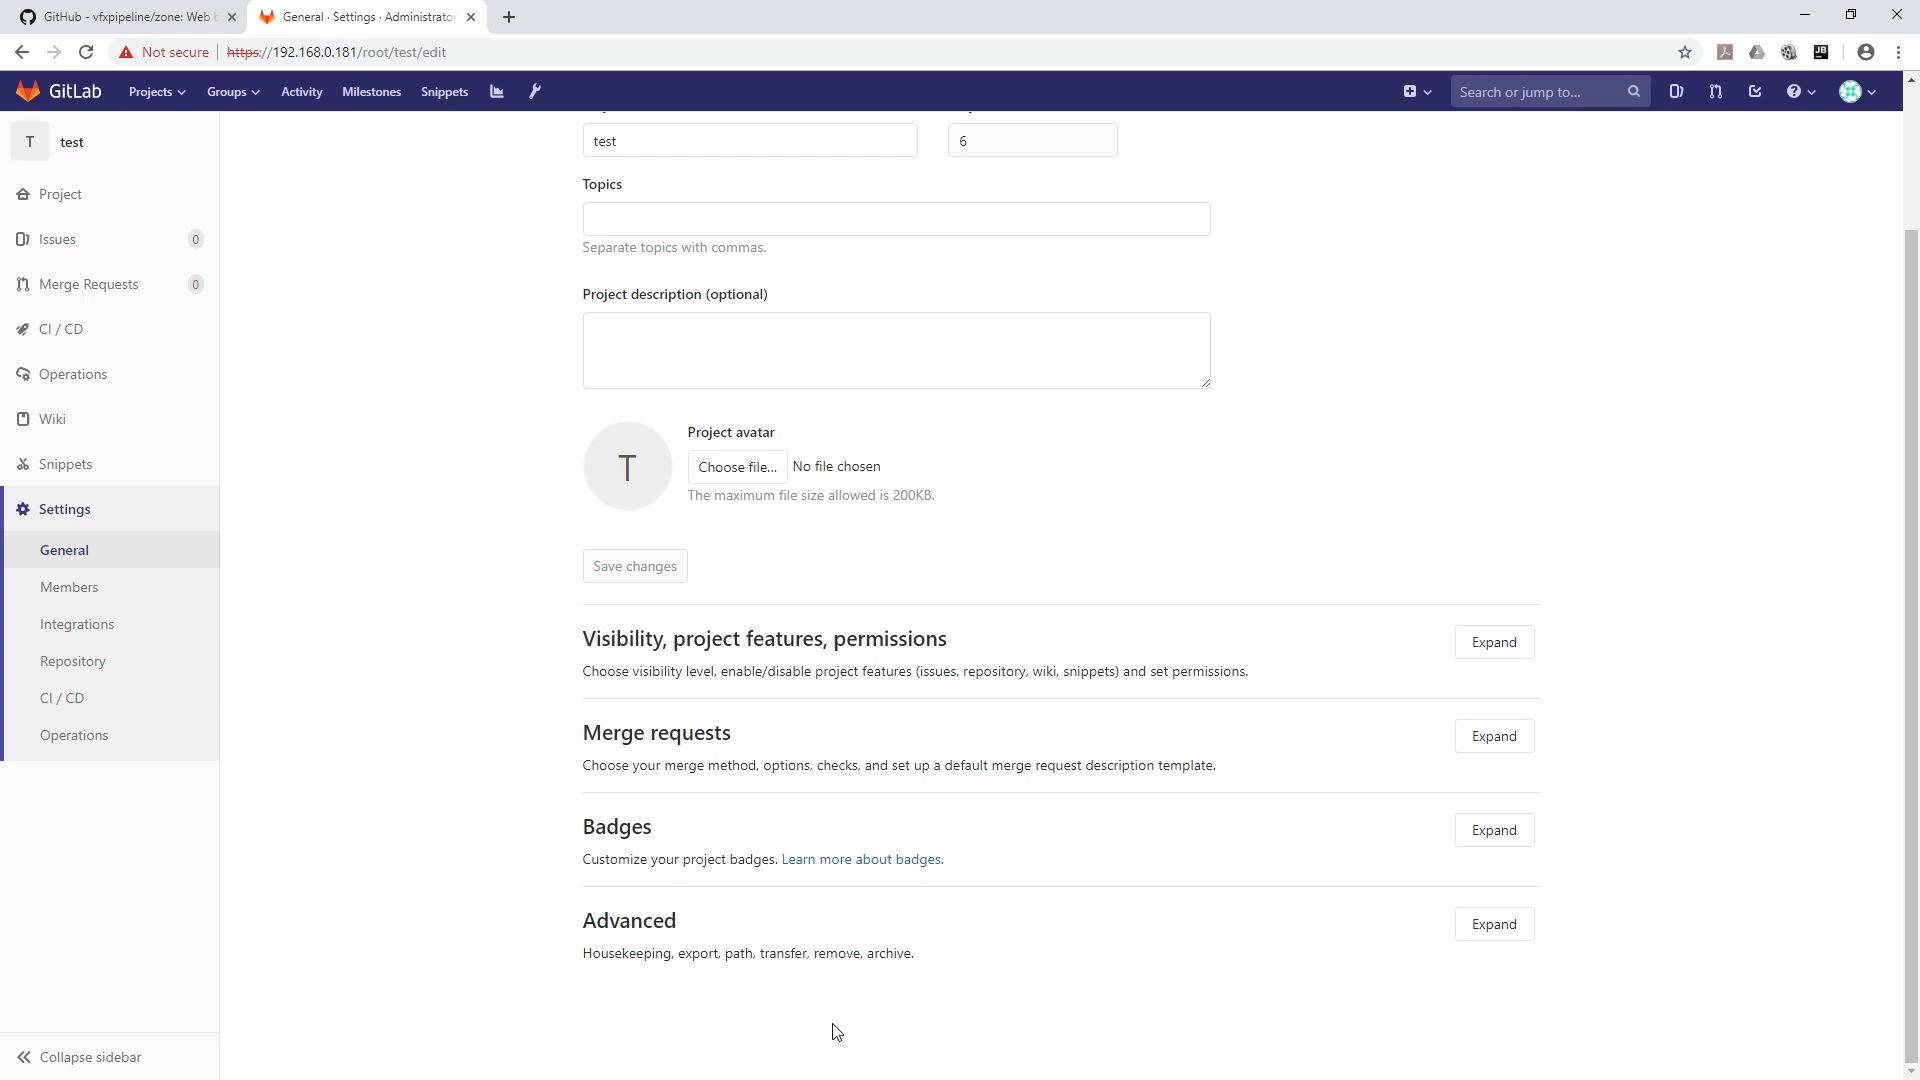 GitHub - vfxpipeline/zone: Web b
General · Settings · Administrator
Not secure
https://192.168.0.181/root/test/edit
JB
GitLab
Projects
Groups
Activity
Milestones
Snippets
Search or jump to...
T
test
Project
Issues
0
Merge Requests
0
CI / CD
Operations
Wiki
Snippets
Settings
General
Members
Integrations
Repository
CI / CD
Operations
Collapse sidebar
test
6
Topics
Separate topics with commas.
Project description (optional)
T
Project avatar
Choose file...
No file chosen
The maximum file size allowed is 200KB.
Save changes
Visibility, project features, permissions
Expand
Choose visibility level, enable/disable project features (issues, repository, wiki, snippets) and set permissions.
Merge requests
Expand
Choose your merge method, options, checks, and set up a default merge request description template.
Badges
Expand
Customize your project badges. Learn more about badges.
Advanced
Expand
Housekeeping, export, path, transfer, remove, archive.